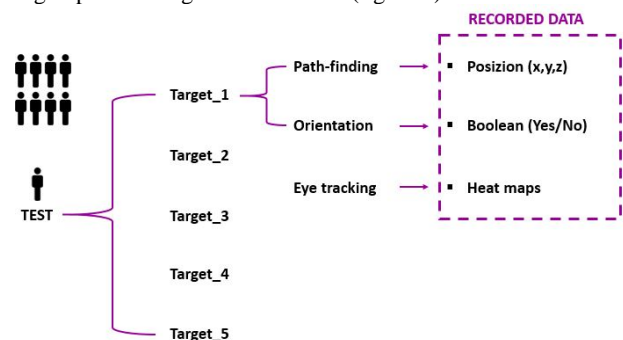 RECORDED DATA
Path-finding
▪ Posizion (x,y,z)
Target_1
Orientation
▪ Boolean (Yes/No)
Target_2
Eye tracking
▪ Heat maps
TEST
Target_3
Target_4
Target_5